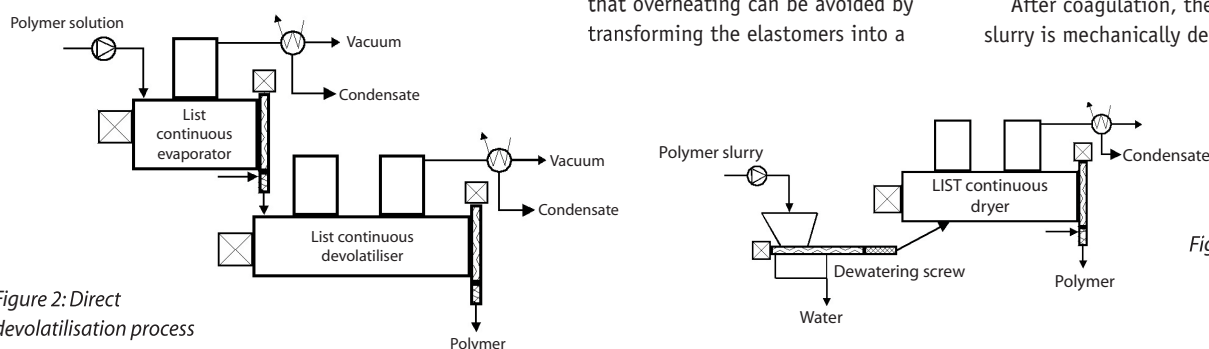 that overheating can be avoided by
transforming the elastomers into a
After coagulation, the
slurry is mechanically de
Polymer solution
Vacuum
Condensate
List
continuous
evaporator
Vacuum
Condensate
List continuous
devolatiliser
Polymer
Figure 2: Direct
devolatilisation process
Polymer slurry
LIST continuous
dryer
Condensate
Dewatering screw
Water
Polymer
Fig